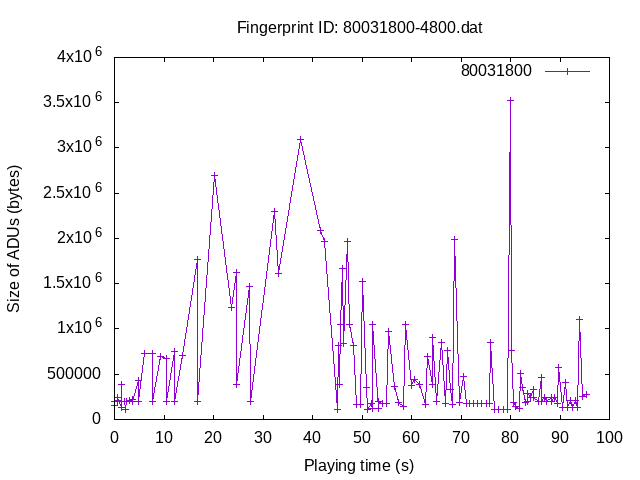 Fingerprint ID: 80031800-4800.dat
80031800
4x10^6
3.5x10^6
3x10^6
2.5x10^6
2x10^6
1.5x10^6
1x10^6
500000
0
Size of ADUs (bytes)
0 10 20 30 40 50 60 70 80 90 100
Playing time (s)